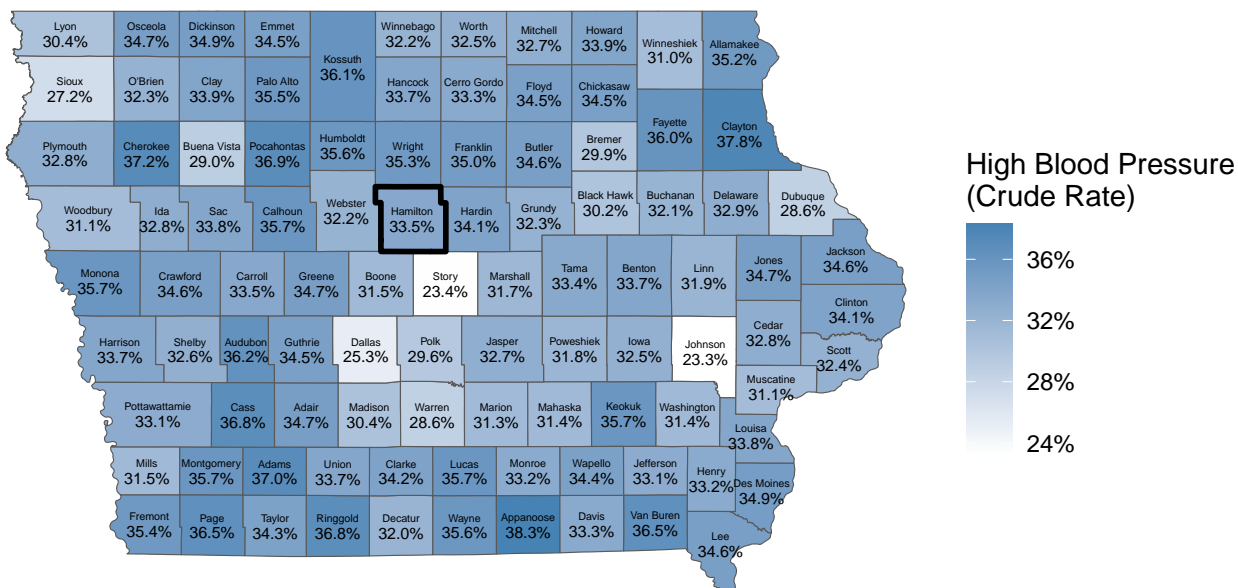 Lyon
30.4%
Osceola
34.7%
Dickinson
34.9%
Emmet
34.5%
Kossuth
36.1%
Winnebago
32.2%
Worth
32.5%
Mitchell
32.7%
Howard
33.9%
Winneshiek
31.0%
Allamakee
35.2%
Sioux
27.2%
O'Brien
32.3%
Clay
33.9%
Palo Alto
35.5%
Hancock
33.7%
Cerro Gordo
33.3%
Floyd
34.5%
Chickasaw
34.5%
Plymouth
32.8%
Cherokee
37.2%
Buena Vista
29.0%
Pocahontas
36.9%
Humboldt
35.6%
Wright
35.3%
Franklin
35.0%
Butler
34.6%
Bremer
29.9%
Fayette
36.0%
Clayton
37.8%
Woodbury
31.1%
Ida
32.8%
Sac
33.8%
Calhoun
35.7%
Webster
32.2%
Hamilton
33.5%
Hardin
34.1%
Grundy
32.3%
Black Hawk
30.2%
Buchanan
32.1%
Delaware
32.9%
Dubuque
28.6%
Monona
35.7%
Crawford
34.6%
Carroll
33.5%
Greene
34.7%
Boone
31.5%
Story
23.4%
Marshall
31.7%
Tama
33.4%
Benton
33.7%
Linn
31.9%
Jones
34.7%
Jackson
34.6%
Clinton
34.1%
Harrison
33.7%
Shelby
32.6%
Audubon
36.2%
Guthrie
34.5%
Dallas
25.3%
Polk
29.6%
Jasper
32.7%
Poweshiek
31.8%
Iowa
32.5%
Johnson
23.3%
Cedar
32.8%
Scott
32.4%
Muscatine
31.1%
Pottawattamie
33.1%
Cass
36.8%
Adair
34.7%
Madison
30.4%
Warren
28.6%
Marion
31.3%
Mahaska
31.4%
Keokuk
35.7%
Washington
31.4%
Louisa
33.8%
Mills
31.5%
Montgomery
35.7%
Adams
37.0%
Union
33.7%
Clarke
34.2%
Lucas
35.7%
Monroe
33.2%
Wapello
34.4%
Jefferson
33.1%
Henry
33.2%
Des Moines
34.9%
Fremont
35.4%
Page
36.5%
Taylor
34.3%
Ringgold
36.8%
Decatur
32.0%
Wayne
35.6%
Appanoose
38.3%
Davis
33.3%
Van Buren
36.5%
Lee
34.6%
High Blood Pressure
(Crude Rate)
36%
32%
28%
24%